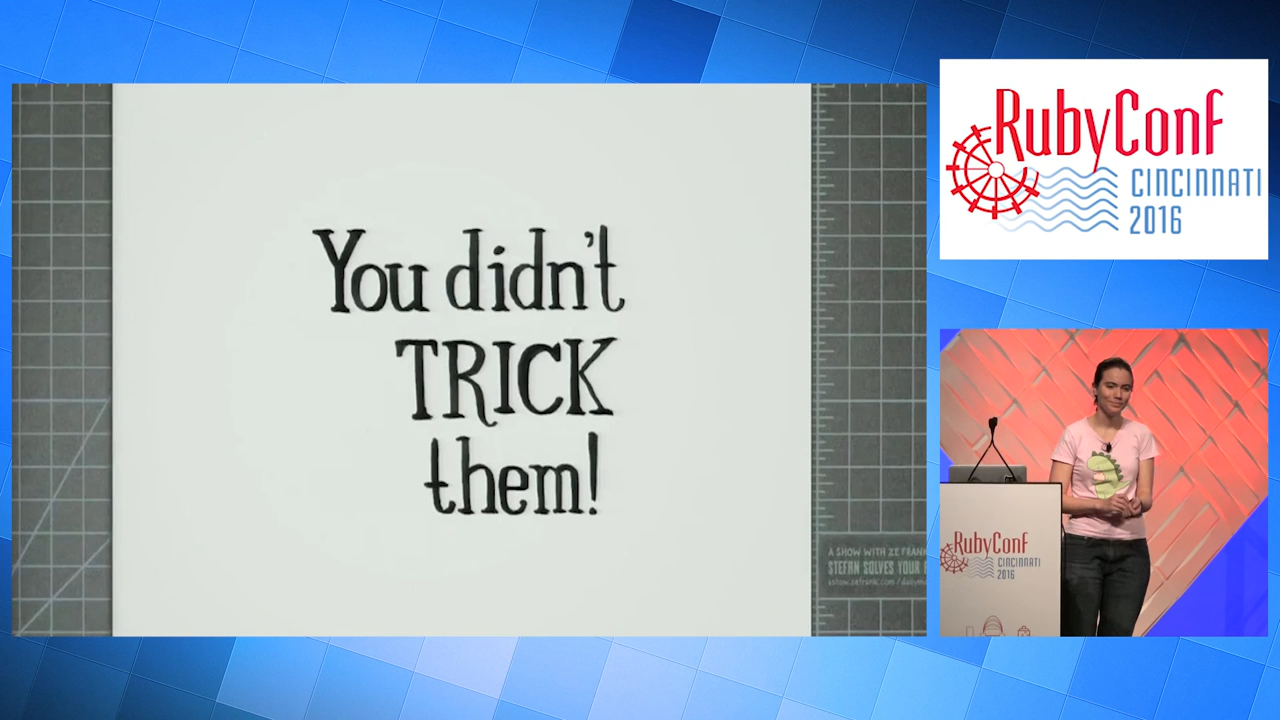 You didn't
TRICK
them!
A SHOW WITH ZE FRANK
STEFAN SOLVES YOUR
RubyConf
CINCINNATI
2016
RubyConf
CINCINNATI
2016